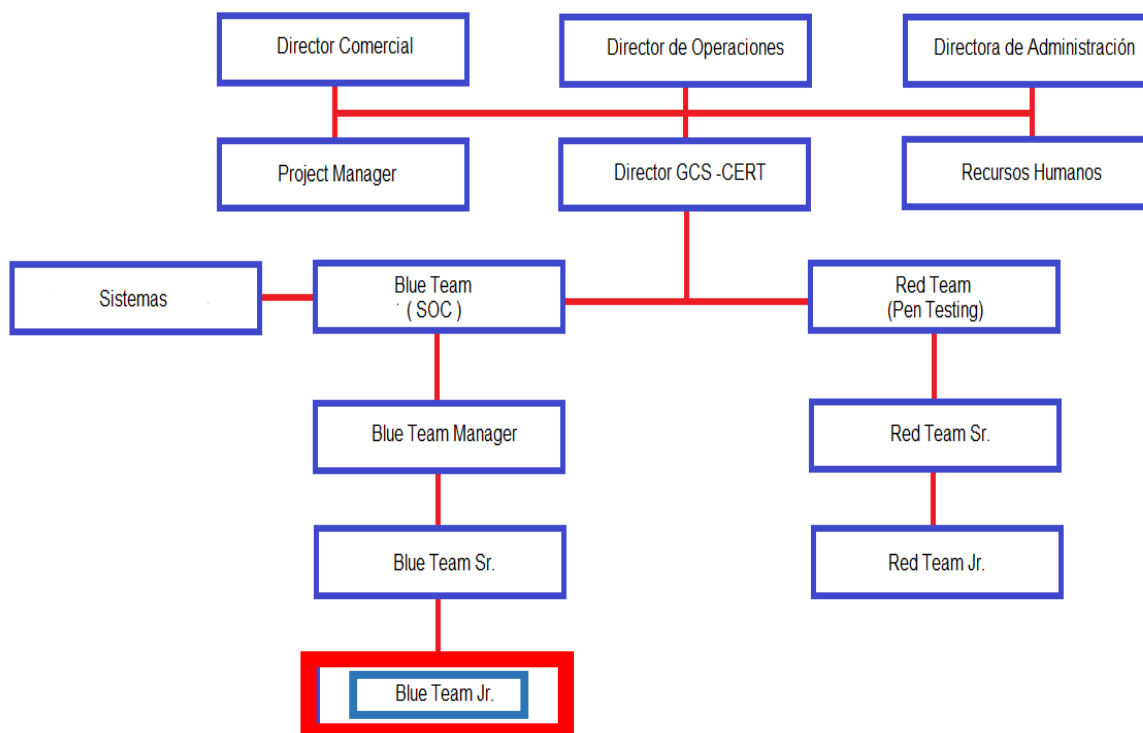 Director Comercial
Director de Operaciones
Directora de Administración
Project Manager
Director GCS -CERT
Recursos Humanos
Sistemas
Blue Team
( SOC )
Red Team
(Pen Testing)
Blue Team Manager
Red Team Sr.
Blue Team Sr.
Red Team Jr.
Blue Team Jr.